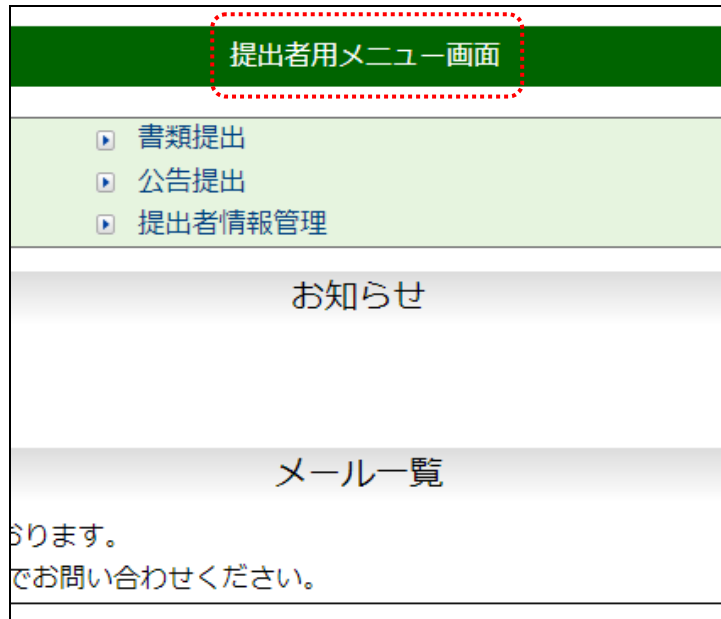 提出者用メニュー画面
書類提出
公告提出
提出者情報管理
お知らせ
メール一覧
おります。
でお問い合わせください。